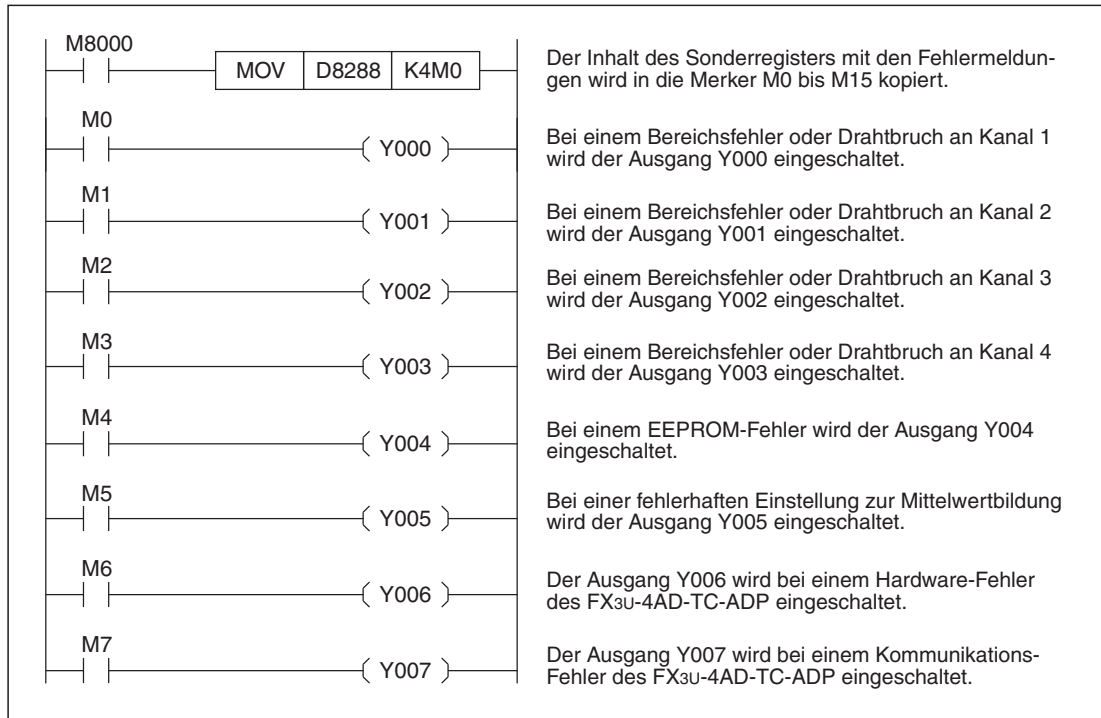 M8000
MOV D8288 K4M0
Der Inhalt des Sonderregisters mit den Fehlermeldun-
gen wird in die Merker M0 bis M15 kopiert.
M0
Y000
Bei einem Bereichsfehler oder Drahtbruch an Kanal 1
wird der Ausgang Y000 eingeschaltet.
M1
Y001
Bei einem Bereichsfehler oder Drahtbruch an Kanal 2
wird der Ausgang Y001 eingeschaltet.
M2
Y002
Bei einem Bereichsfehler oder Drahtbruch an Kanal 3
wird der Ausgang Y002 eingeschaltet.
M3
Y003
Bei einem Bereichsfehler oder Drahtbruch an Kanal 4
wird der Ausgang Y003 eingeschaltet.
M4
Y004
Bei einem EEPROM-Fehler wird der Ausgang Y004
eingeschaltet.
M5
Y005
Bei einer fehlerhaften Einstellung zur Mittelwertbildung
wird der Ausgang Y005 eingeschaltet.
M6
Y006
Der Ausgang Y006 wird bei einem Hardware-Fehler
des FX3U-4AD-TC-ADP eingeschaltet.
M7
Y007
Der Ausgang Y007 wird bei einem Kommunikations-
Fehler des FX3U-4AD-TC-ADP eingeschaltet.